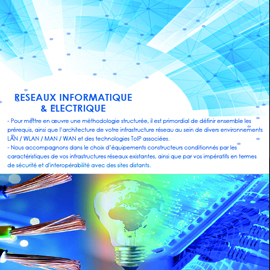 RESEAUX INFORMATIQUE
& ELECTRIQUE
- Pour mettre en œuvre une méthodologie structurée, il est primordial de définir ensemble les
prérequis, ainsi que l'architecture de votre infrastructure réseau au sein de divers environnements
LAN / WLAN / MAN / WAN et des technologies ToIP associées.
- Nous accompagnons dans le choix d'équipements constructeurs conditionnés par les
caractéristiques de vos infrastructures réseaux existantes, ainsi que par vos impératifs en termes
de sécurité et d'interopérabilité avec des sites distants.